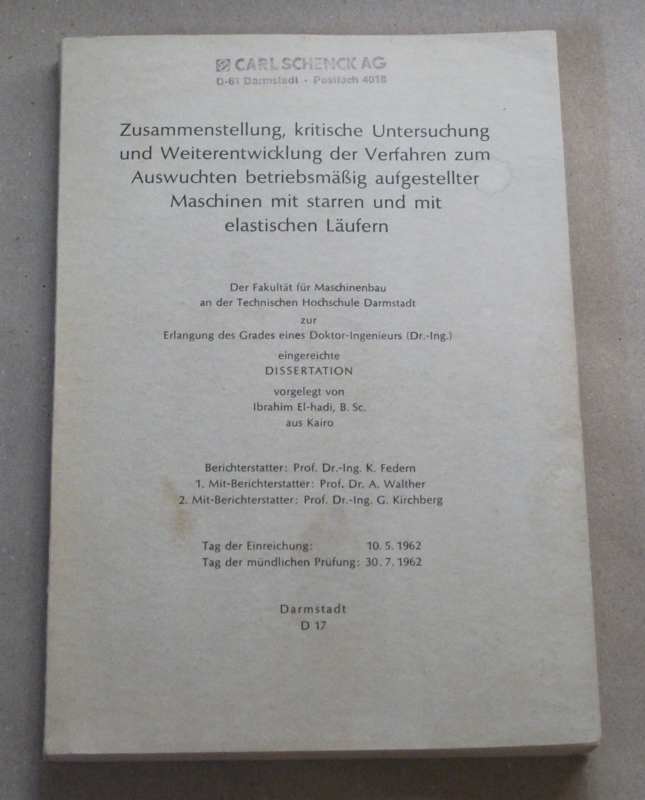 CARL SCHENCK AG
D-61 Darmstadt · Postfach 4018
Zusammenstellung, kritische Untersuchung
und Weiterentwicklung der Verfahren zum
Auswuchten betriebsmäßig aufgestellter
Maschinen mit starren und mit
elastischen Läufern
Der Fakultät für Maschinenbau
an der Technischen Hochschule Darmstadt
zur
Erlangung des Grades eines Doktor-Ingenieurs (Dr.-Ing.)
eingereichte
DISSERTATION
vorgelegt von
Ibrahim El-hadi, B. Sc.
aus Kairo
Berichterstatter: Prof. Dr.-Ing. K. Federn
1. Mit-Berichterstatter: Prof. Dr. A. Walther
2. Mit-Berichterstatter: Prof. Dr.-Ing. G. Kirchberg
Tag der Einreichung: 10. 5. 1962
Tag der mündlichen Prüfung: 30. 7. 1962
Darmstadt
D 17